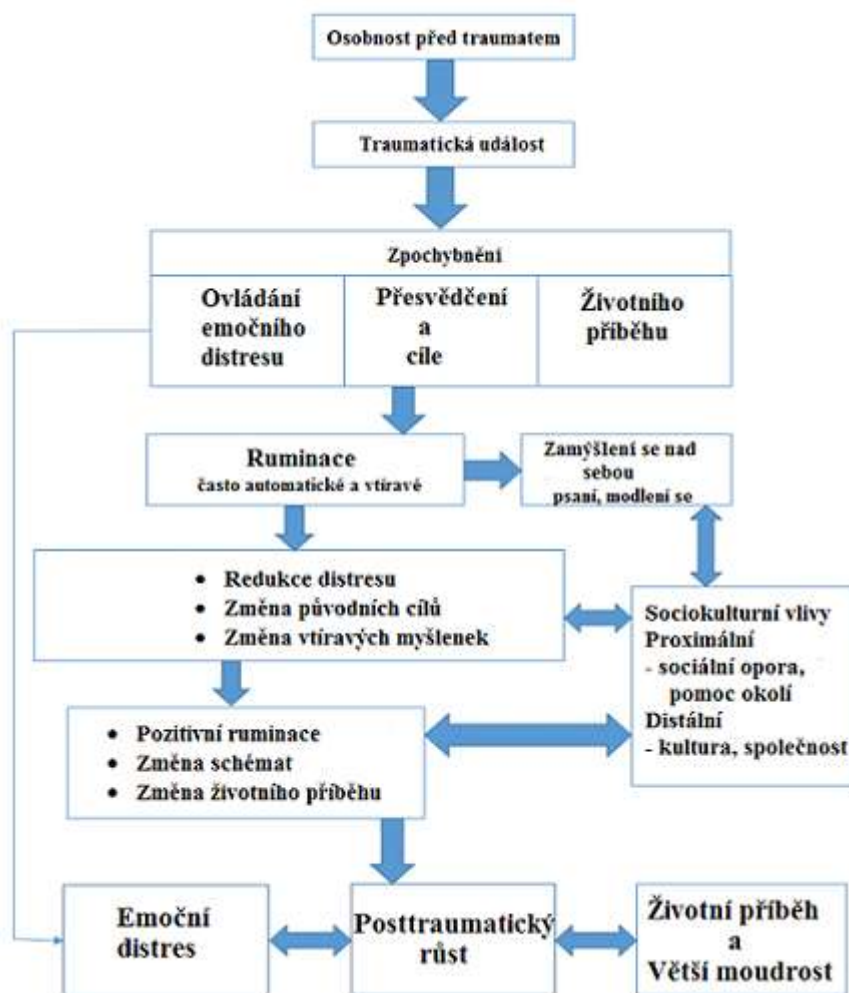 Osobnost před traumatem
Traumatická událost
Zpochybnění
Ovládání
emočního
distresu
Přesvědčení
a
cíle
Životního
příběhu
Ruminace
často automatické a vtíravé
Zamýšlení se nad
sebou
psaní, modlení se
• Redukce distresu
• Změna původních cílů
• Změna vtíravých myšlenek
Sociokulturní vlivy
Proximální
- sociální opora,
pomoc okolí
Distální
- kultura, společnost
• Pozitivní ruminace
• Změna schémat
• Změna životního příběhu
Emoční
distres
Posttraumatický
růst
Životní příběh
a
Větší moudrost